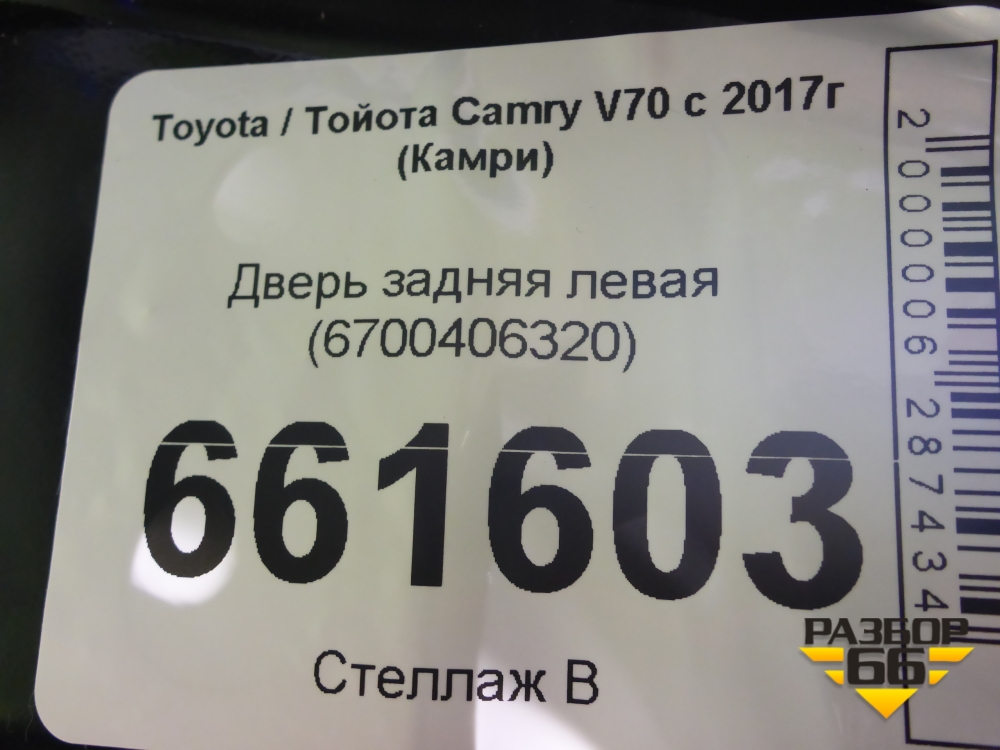 Toyota / Тойота Camry V70 с 2017г
(Камри)
Дверь задняя левая
(6700406320)
661603
Стеллаж В
2000006287434
РАЗБОР
66